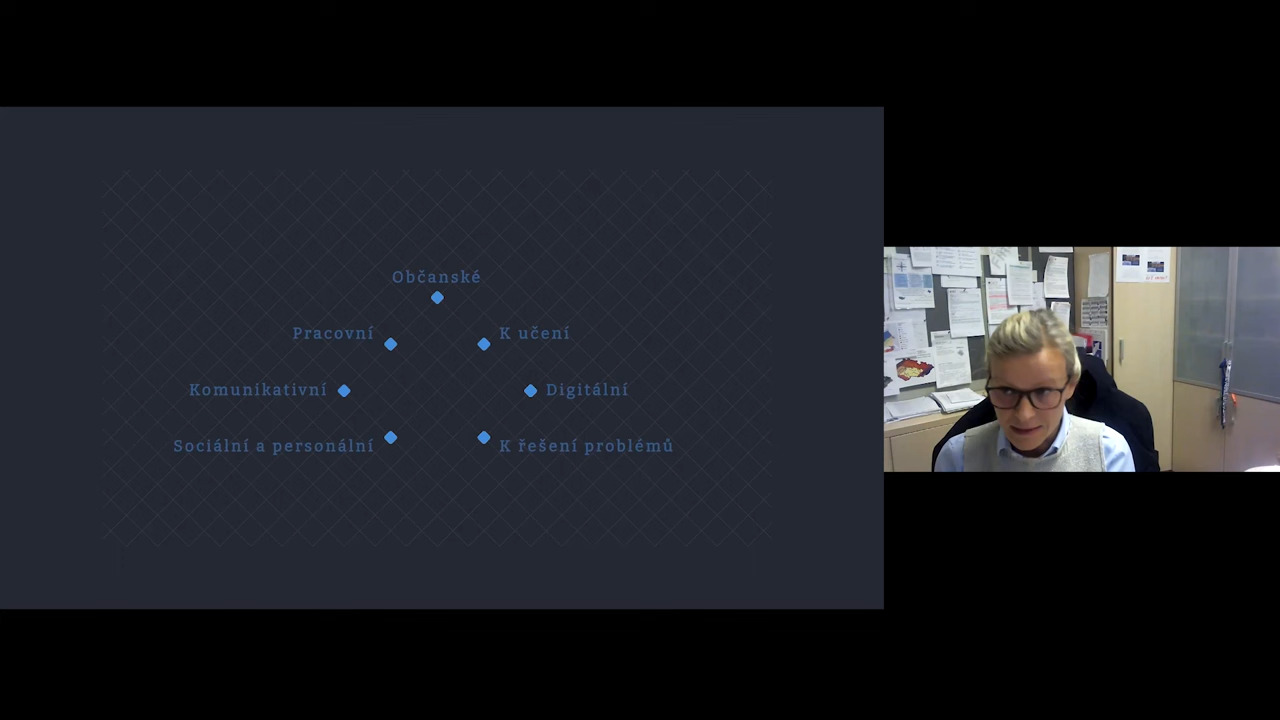 Občanské
Pracovní
K učení
Komunikativní
Digitální
Sociální a personální
K řešení problémů